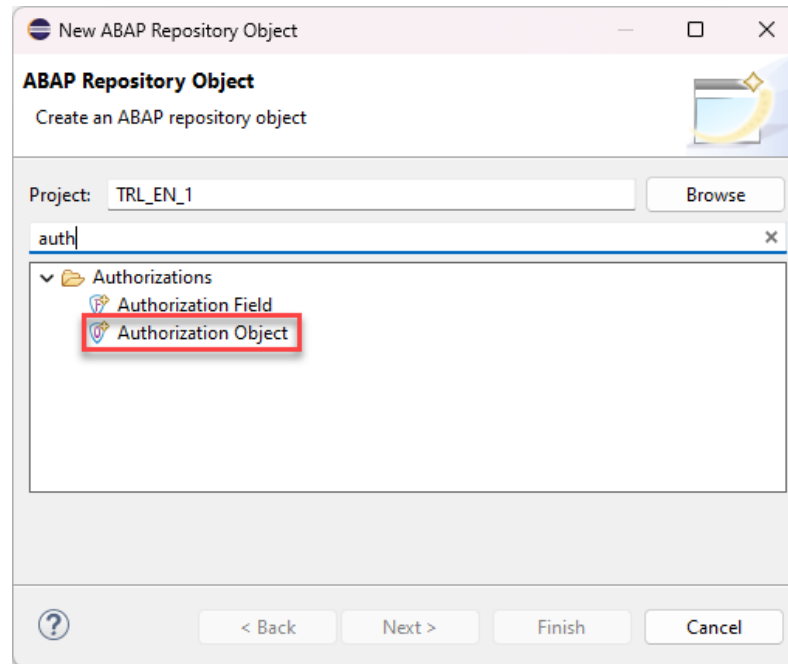 New ABAP Repository Object
ABAP Repository Object
Create an ABAP repository object
Project: TRL_EN_1 Browse
auth
Authorizations
Authorization Field
Authorization Object
< Back Next > Finish Cancel